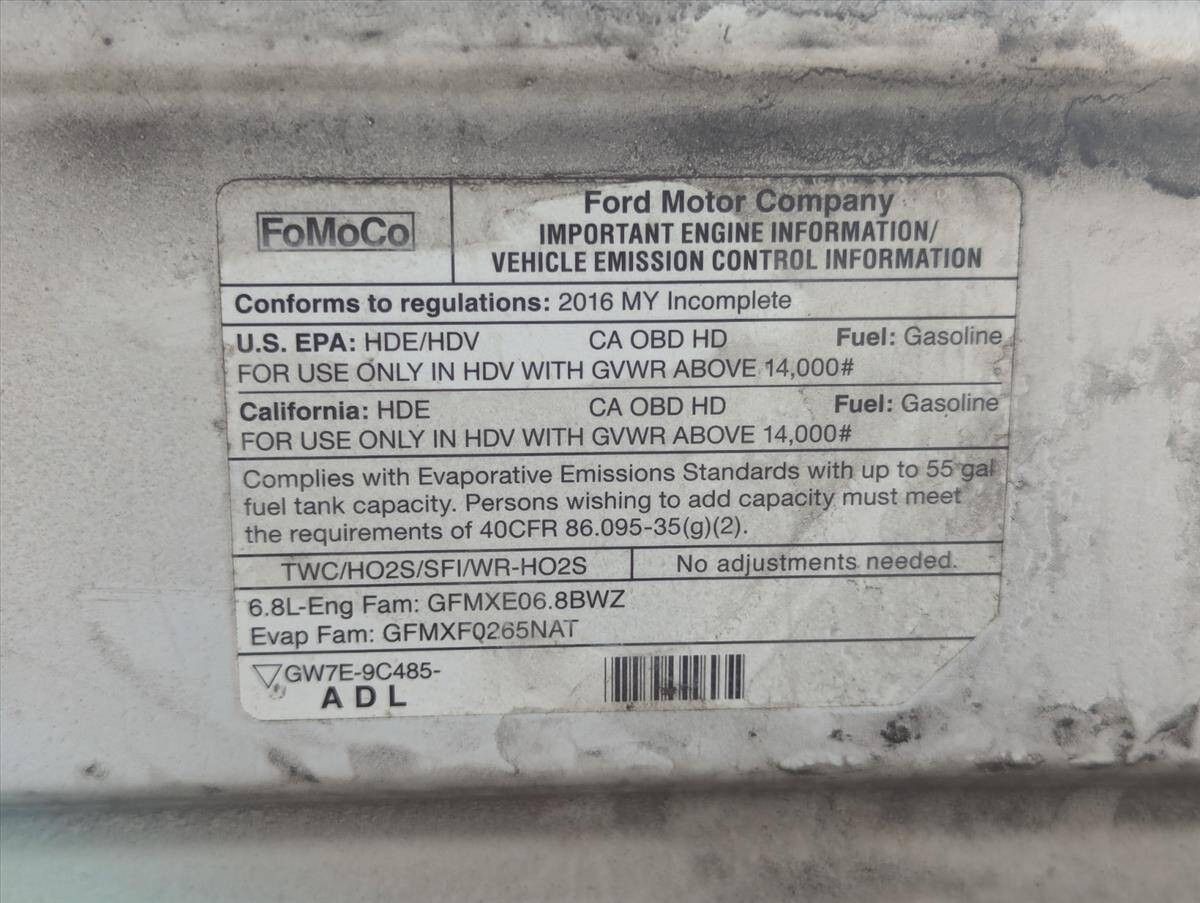 FoMoCo
Ford Motor Company
IMPORTANT ENGINE INFORMATION/
VEHICLE EMISSION CONTROL INFORMATION
Conforms to regulations: 2016 MY Incomplete
U.S. EPA: HDE/HDV CA OBD HD Fuel: Gasoline
FOR USE ONLY IN HDV WITH GVWR ABOVE 14,000#
California: HDE CA OBD HD Fuel: Gasoline
FOR USE ONLY IN HDV WITH GVWR ABOVE 14,000#
Complies with Evaporative Emissions Standards with up to 55 gal
fuel tank capacity. Persons wishing to add capacity must meet
the requirements of 40CFR 86.095-35(g)(2).
TWC/HO2S/SFI/WR-HO2S No adjustments needed.
6.8L-Eng Fam: GFMXE06.8BWZ
Evap Fam: GFMXF0265NAT
GW7E-9C485-
A D L